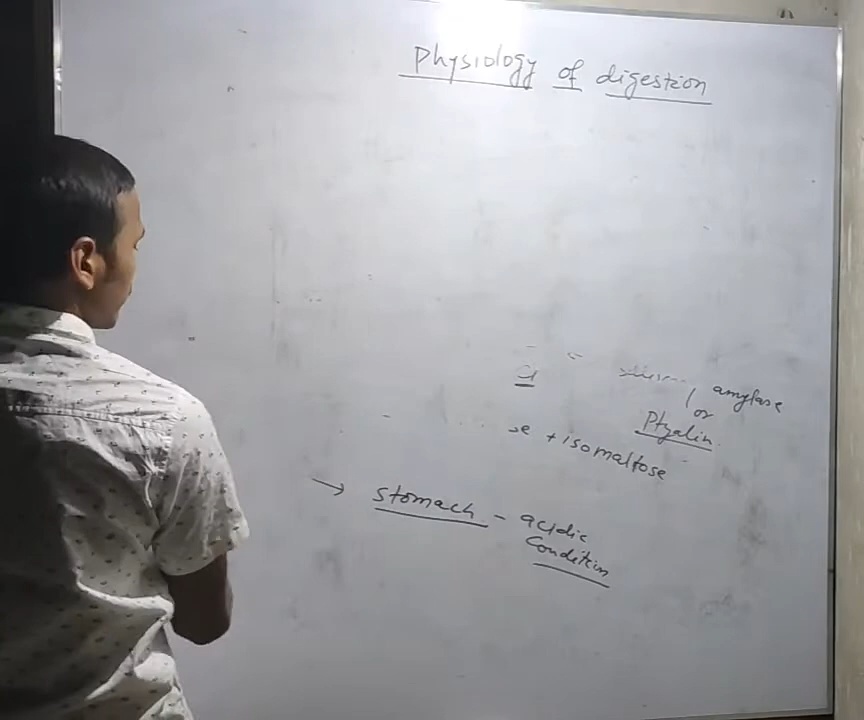 Physiology of digestion
amylase
or
Ptyalin
+ isomaltose
→ stomach - acidic
Condition